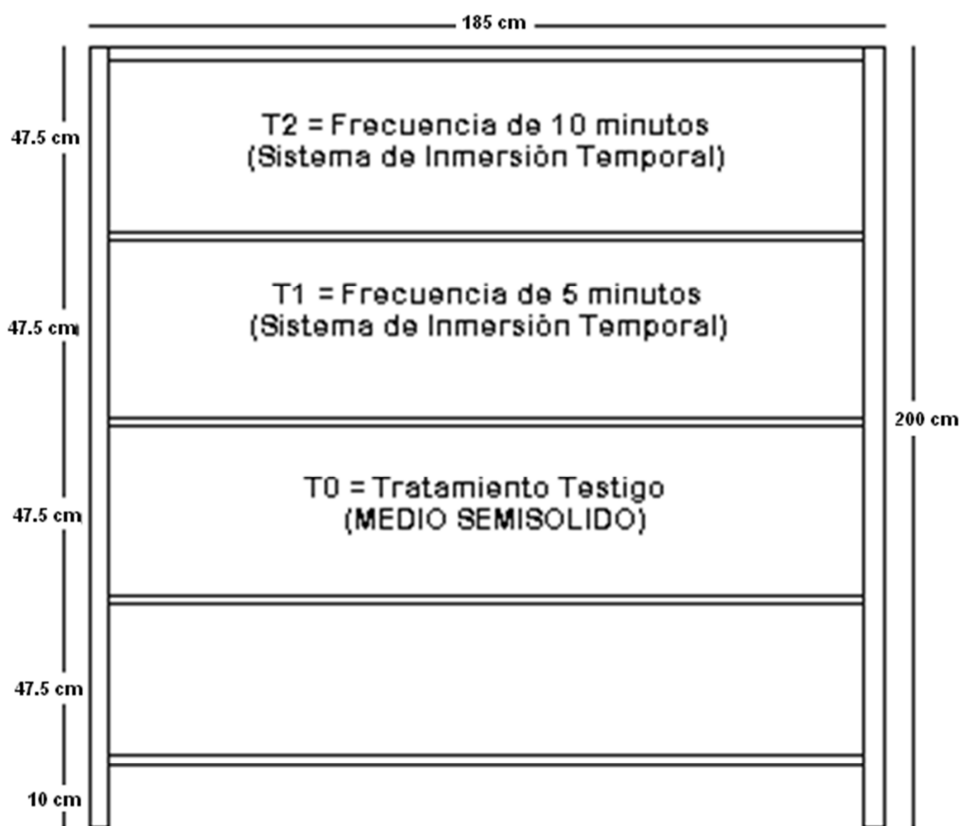 185 cm
47.5 cm
T2 = Frecuencia de 10 minutos
(Sistema de Inmersión Temporal)
47.5 cm
T1 = Frecuencia de 5 minutos
(Sistema de Inmersión Temporal)
200 cm
47.5 cm
T0 = Tratamiento Testigo
(MEDIO SEMISOLIDO)
47.5 cm
10 cm